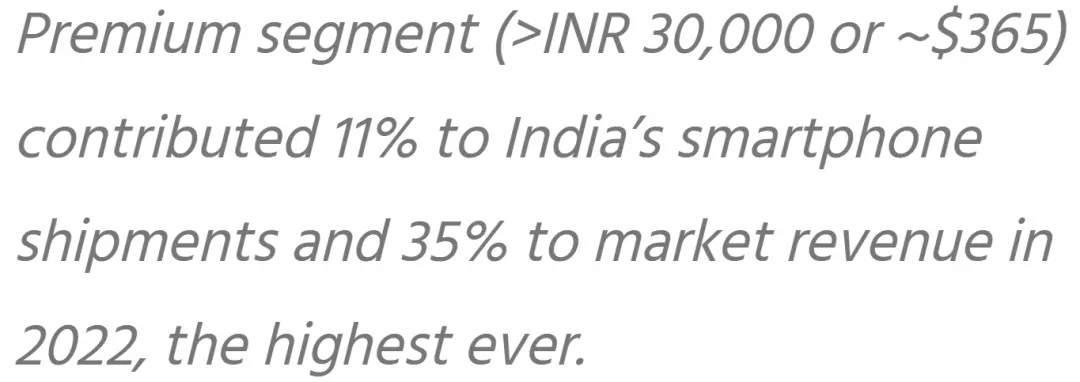 Premium segment (>INR 30,000 or ~$365)
contributed 11% to India’s smartphone
shipments and 35% to market revenue in
2022, the highest ever.